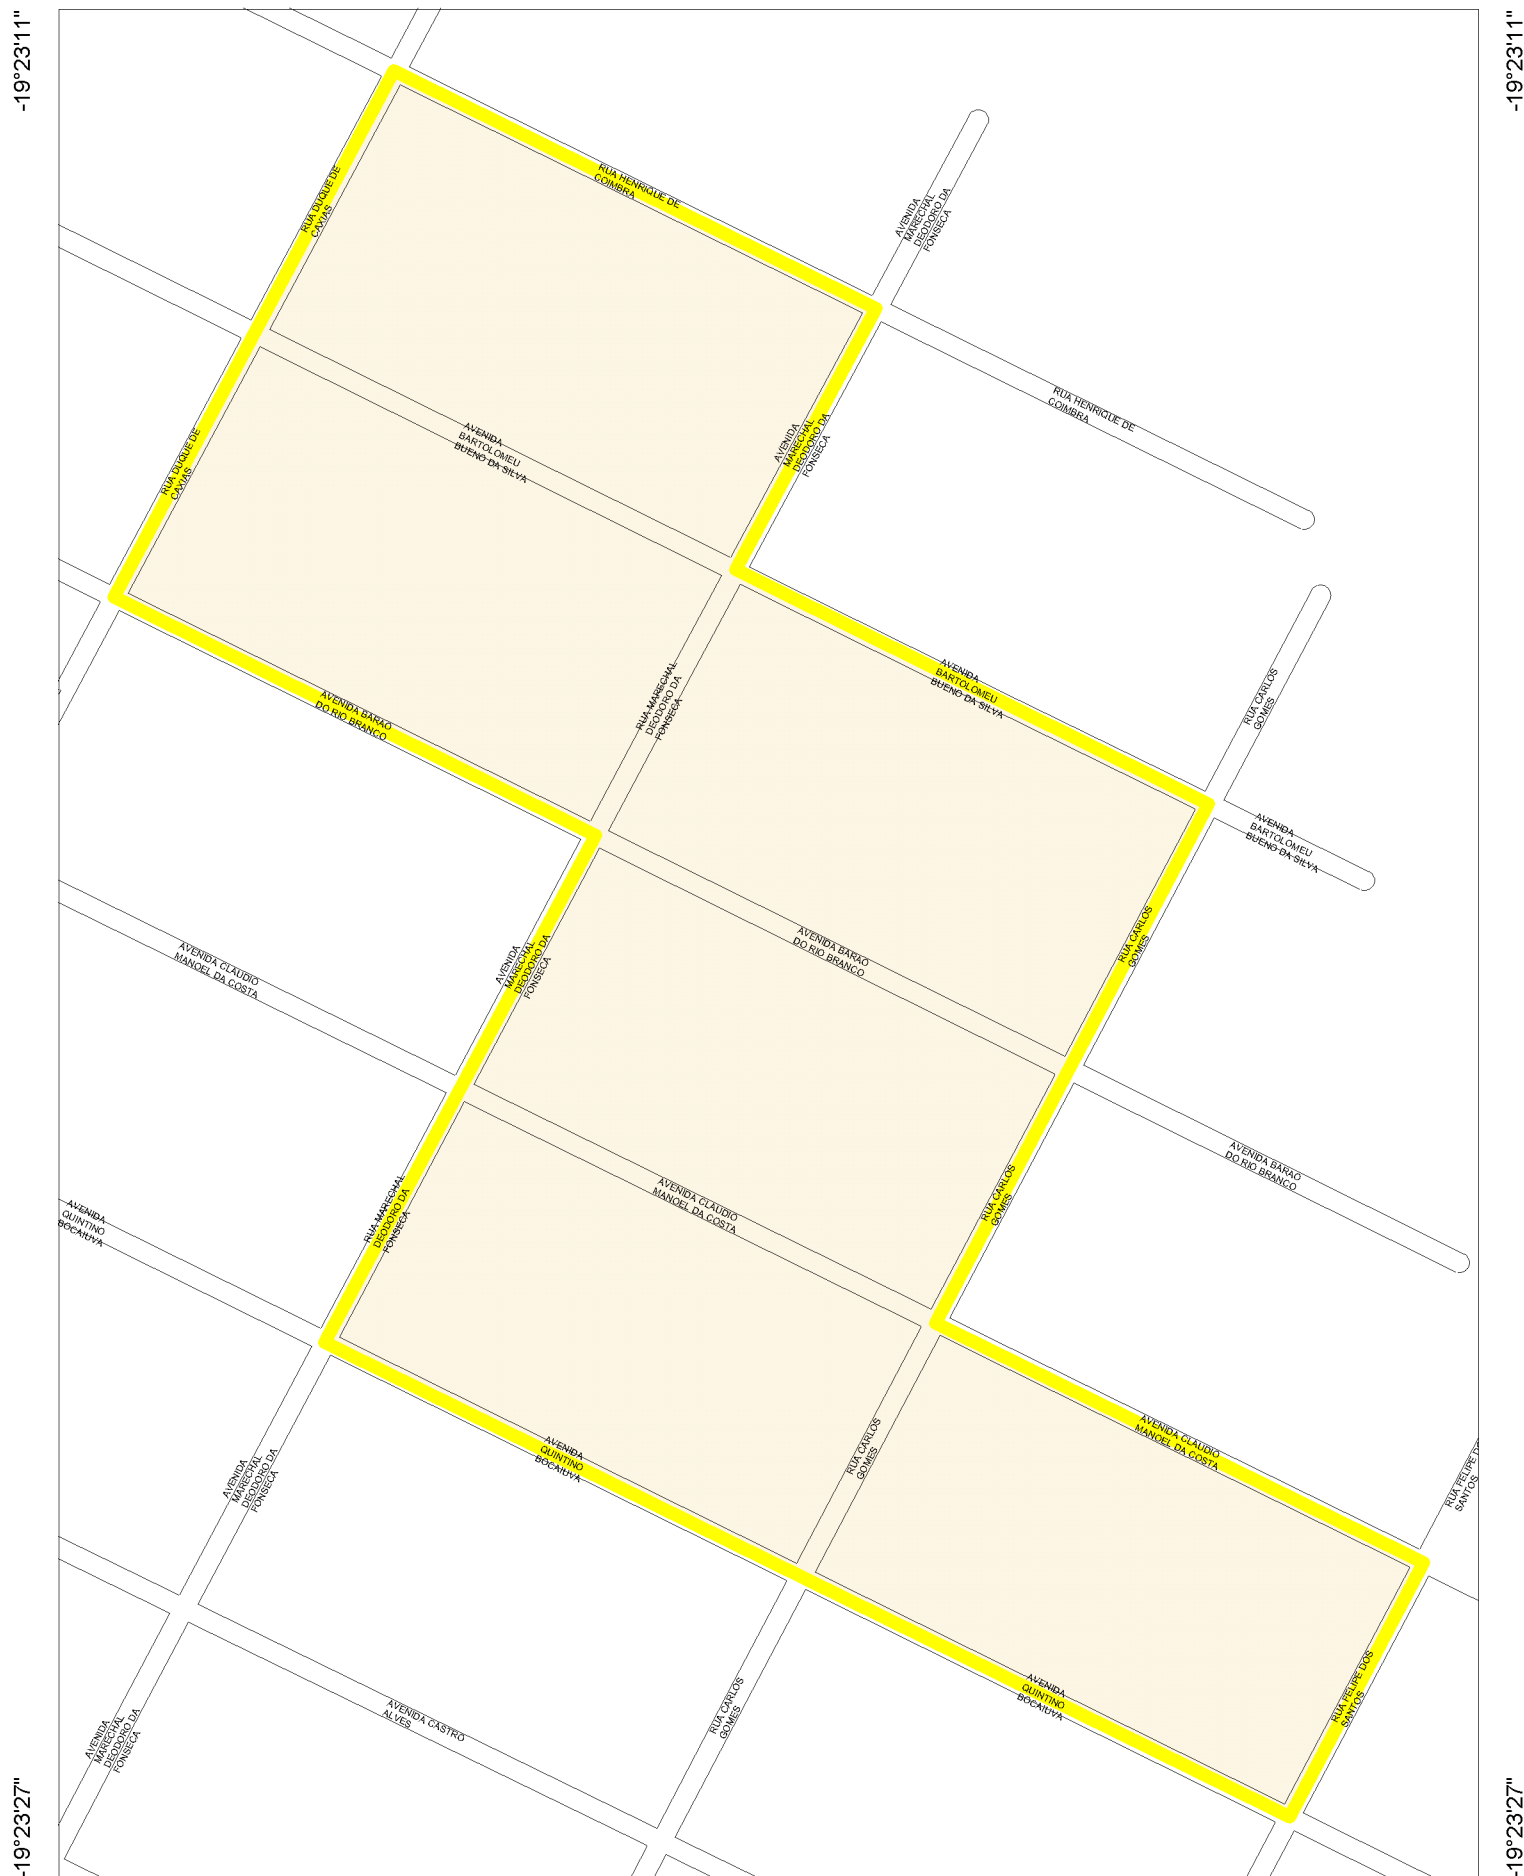 -19°23'11"
-19°23'11"
RUA DUQUE DE
CAXIAS
RUA HENRIQUE DE
COIMBRA
AVENIDA
MARECHAL
DEODORO DA
FONSECA
RUA HENRIQUE DE
COIMBRA
RUA DUQUE DE
CAXIAS
AVENIDA
BARTOLOMEU
BUENO DA SILVA
AVENIDA
MARECHAL
DEODORO DA
FONSECA
AVENIDA BARAO
DO RIO BRANCO
RUA MARECHAL
DEODORO DA
FONSECA
AVENIDA
BARTOLOMEU
BUENO DA SILVA
RUA CARLOS
GOMES
AVENIDA
BARTOLOMEU
BUENO DA SILVA
AVENIDA CLAUDIO
MANOEL DA COSTA
AVENIDA
MARECHAL
DEODORO DA
FONSECA
AVENIDA BARAO
DO RIO BRANCO
RUA CARLOS
GOMES
AVENIDA
QUINTINO
BOCAIUVA
RUA MARECHAL
DEODORO DA
FONSECA
AVENIDA CLAUDIO
MANOEL DA COSTA
RUA CARLOS
GOMES
AVENIDA BARAO
DO RIO BRANCO
AVENIDA
MARECHAL
DEODORO DA
FONSECA
AVENIDA
QUINTINO
BOCAIUVA
RUA CARLOS
GOMES
AVENIDA CLAUDIO
MANOEL DA COSTA
RUA FELIPE D
SANTOS
AVENIDA
MARECHAL
DEODORO DA
FONSECA
AVENIDA CASTRO
ALVES
RUA CARLOS
GOMES
AVENIDA
QUINTINO
BOCAIUVA
RUA FELIPE DOS
SANTOS
-19°23'27"
-19°23'27"